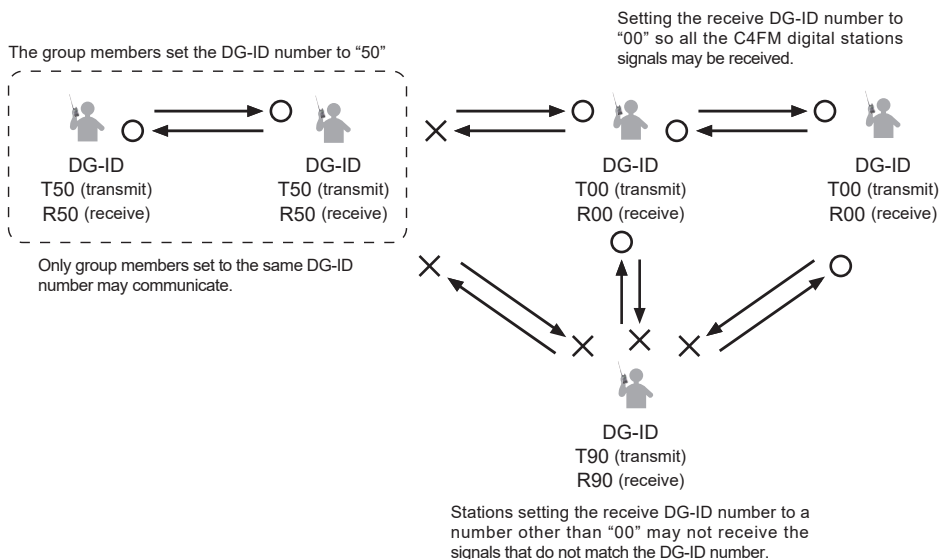 Setting the receive DG-ID number to
“00” so all the C4FM digital stations
signals may be received.
The group members set the DG-ID number to “50”
DG-ID
T50 (transmit)
R50 (receive)
DG-ID
T50 (transmit)
R50 (receive)
DG-ID
T00 (transmit)
R00 (receive)
DG-ID
T00 (transmit)
R00 (receive)
Only group members set to the same DG-ID
number may communicate.
DG-ID
T90 (transmit)
R90 (receive)
Stations setting the receive DG-ID number to a
number other than “00” may not receive the
signals that do not match the DG-ID number.